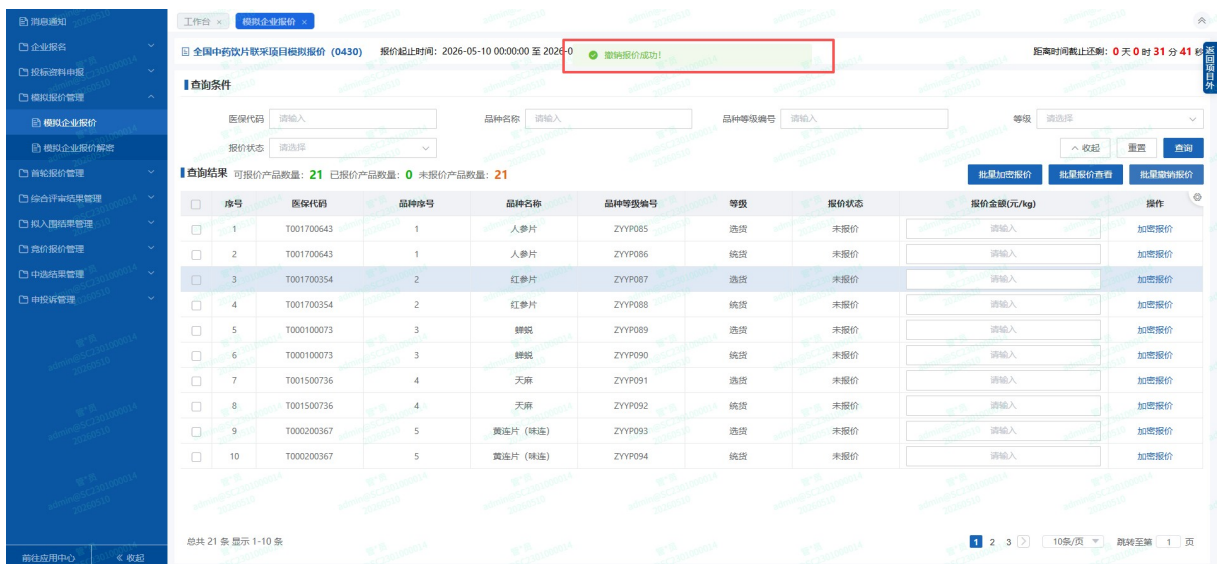 消息通知
企业报名
投标资料申报
模拟报价管理
模拟企业报价
模拟企业报价解密
首轮报价管理
综合评审结果管理
拟入围结果管理
竞价报价管理
中选结果管理
申投诉管理
前往应用中心 《 收起
工作台 × 模拟企业报价 ×
全国中药饮片联采项目模拟报价（0430） 报价起止时间：2026-05-10 00:00:00 至 2026-0
撤销报价成功！
距离时间截止还剩：0 天 0 时 31 分 41 秒
返回项目外
查询条件
医保代码 请输入 品种名称 请输入 品种等级编号 请输入 等级 请选择
报价状态 请选择 收起 重置 查询
查询结果 可报价产品数量：21 已报价产品数量：0 未报价产品数量：21 批量加密报价 批量报价查看 批量撤销报价
序号 医保代码 品种序号 品种名称 品种等级编号 等级 报价状态 报价金额(元/kg) 操作
1 T001700643 1 人参片 ZYYP085 选货 未报价 请输入 加密报价
2 T001700643 1 人参片 ZYYP086 统货 未报价 请输入 加密报价
3 T001700354 2 红参片 ZYYP087 选货 未报价 请输入 加密报价
4 T001700354 2 红参片 ZYYP088 统货 未报价 请输入 加密报价
5 T000100073 3 蝉蜕 ZYYP089 选货 未报价 请输入 加密报价
6 T000100073 3 蝉蜕 ZYYP090 统货 未报价 请输入 加密报价
7 T001500736 4 天麻 ZYYP091 选货 未报价 请输入 加密报价
8 T001500736 4 天麻 ZYYP092 统货 未报价 请输入 加密报价
9 T000200367 5 黄连片（味连） ZYYP093 选货 未报价 请输入 加密报价
10 T000200367 5 黄连片（味连） ZYYP094 统货 未报价 请输入 加密报价
总共 21 条 显示 1-10 条 1 2 3 10条/页 跳转至第 1 页